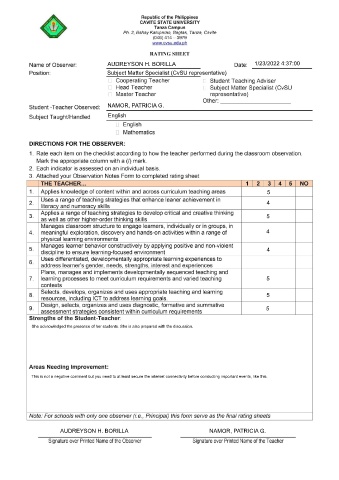 Republic of the Philippines
CAVITE STATE UNIVERSITY
Tanza Campus
Ph. 2, Bahay Katuparan, Bagtas, Tanza, Cavite
(046) 414 - 3979
www.cvsu.edu.ph
RATING SHEET
Name of Observer: AUDREYSON H. BORILLA Date: 1/23/2022 4:37:00
Position: Subject Matter Specialist (CvSU representative)
Cooperating Teacher Student Teaching Adviser
Head Teacher Subject Matter Specialist (CvSU
Master Teacher representative)
Other:
Student -Teacher Observed: NAMOR, PATRICIA G.
Subject Taught/Handled English
English
Mathematics
DIRECTIONS FOR THE OBSERVER:
1. Rate each item on the checklist according to how the teacher performed during the classroom observation.
Mark the appropriate column with a (/) mark.
2. Each indicator is assessed on an individual basis.
3. Attached your Observation Notes Form to completed rating sheet
THE TEACHER... 1 2 3 4 5 NO
1. Applies knowledge of content within and across curriculum teaching areas 5
2. Uses a range of teaching strategies that enhance leaner achievement in
literacy and numeracy skills 4
3. Applies a range of teaching strategies to develop critical and creative thinking
as well as other higher-order thinking skills 5
4. Manages classroom structure to engage learners, individually or in groups, in
meaningful exploration, discovery and hands-on activities within a range of
physical learning environments 4
5. Manages learner behavior constructively by applying positive and non-violent
discipline to ensure learning-focused environment 4
6. Uses differentiated, developmentally appropriate learning experiences to
address learner's gender, needs, strengths, interest and experiences
7. Plans, manages and implements developmentally sequenced teaching and
learning processes to meet curriculum requirements and varied teaching
contexts 5
8. Selects, develops, organizes and uses appropriate teaching and learning
resources, including ICT to address learning goals 5
9. Design, selects, organizes and uses diagnostic, formative and summative
assessment strategies consistent within curriculum requirements 5
Strengths of the Student-Teacher
She acknowledged the presence of her students. She is also prepared with the discussion.
Areas Needing Improvement:
This is not a negative comment but you need to at least secure the internet connectivity before conducting important events, like this.
Note: For schools with only one observer (i.e., Principal) this form serve as the final rating sheets
AUDREYSON H. BORILLA NAMOR, PATRICIA G.
Signature over Printed Name of the Observer Signature over Printed Name of the Teacher